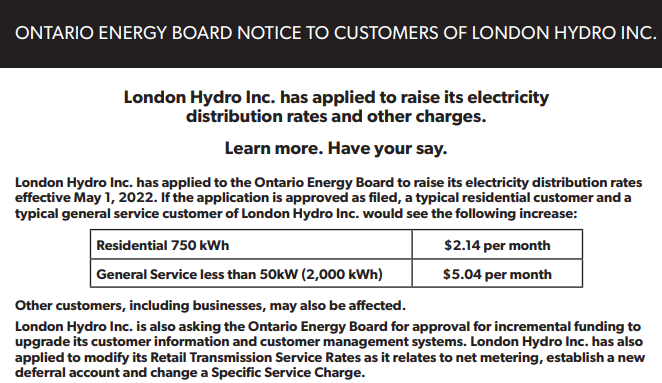 ONTARIO ENERGY BOARD NOTICE TO CUSTOMERS OF LONDON HYDRO INC.
London Hydro Inc. has applied to raise its electricity
distribution rates and other charges.
Learn more. Have your say.
London Hydro Inc. has applied to the Ontario Energy Board to raise its electricity distribution rates
effective May 1, 2022. If the application is approved as filed, a typical residential customer and a
typical general service customer of London Hydro Inc. would see the following increase:
Residential 750 kWh $2.14 per month
General Service less than 50kW (2,000 kWh) $5.04 per month
Other customers, including businesses, may also be affected.
London Hydro Inc. is also asking the Ontario Energy Board for approval for incremental funding to
upgrade its customer information and customer management systems. London Hydro Inc. has also
applied to modify its Retail Transmission Service Rates as it relates to net metering, establish a new
deferral account and change a Specific Service Charge.